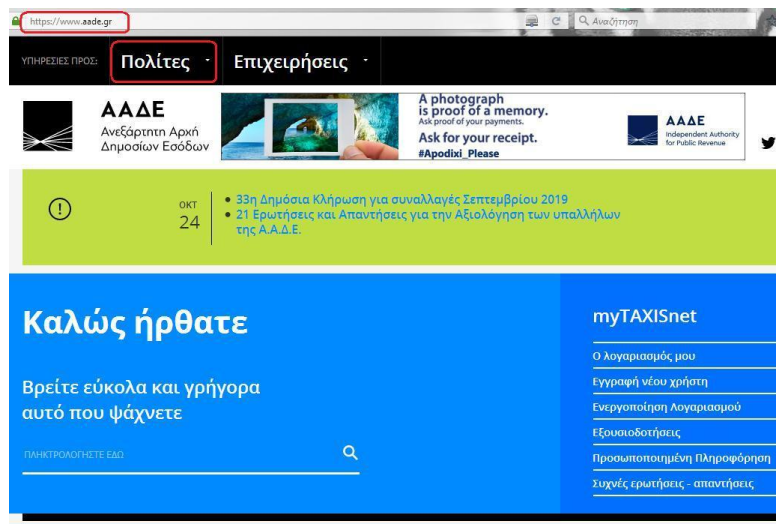 https://www.aade.gr
Αναζήτηση
ΥΠΗΡΕΣΙΕΣ ΠΡΟΣ:
Πολίτες
Επιχειρήσεις
ΑΑΔΕ
Ανεξάρτητη Αρχή
Δημοσίων Εσόδων
A photograph
is proof of a memory.
Ask proof of your payments.
Ask for your receipt.
#Apodixi_Please
ΑΑΔΕ
Independent Authority
for Public Revenue
ΟΚΤ
24
• 33η Δημόσια Κλήρωση για συναλλαγές Σεπτεμβρίου 2019
• 21 Ερωτήσεις και Απαντήσεις για την Αξιολόγηση των υπαλλήλων
της Α.Α.Δ.Ε.
Καλώς ήρθατε
Βρείτε εύκολα και γρήγορα
αυτό που ψάχνετε
ΠΛΗΚΤΡΟΛΟΓΗΣΤΕ ΕΔΩ
myTAXISnet
Ο λογαριασμός μου
Εγγραφή νέου χρήστη
Ενεργοποίηση Λογαριασμού
Εξουσιοδοτήσεις
Προσωποποιημένη Πληροφόρηση
Συχνές ερωτήσεις - απαντήσεις